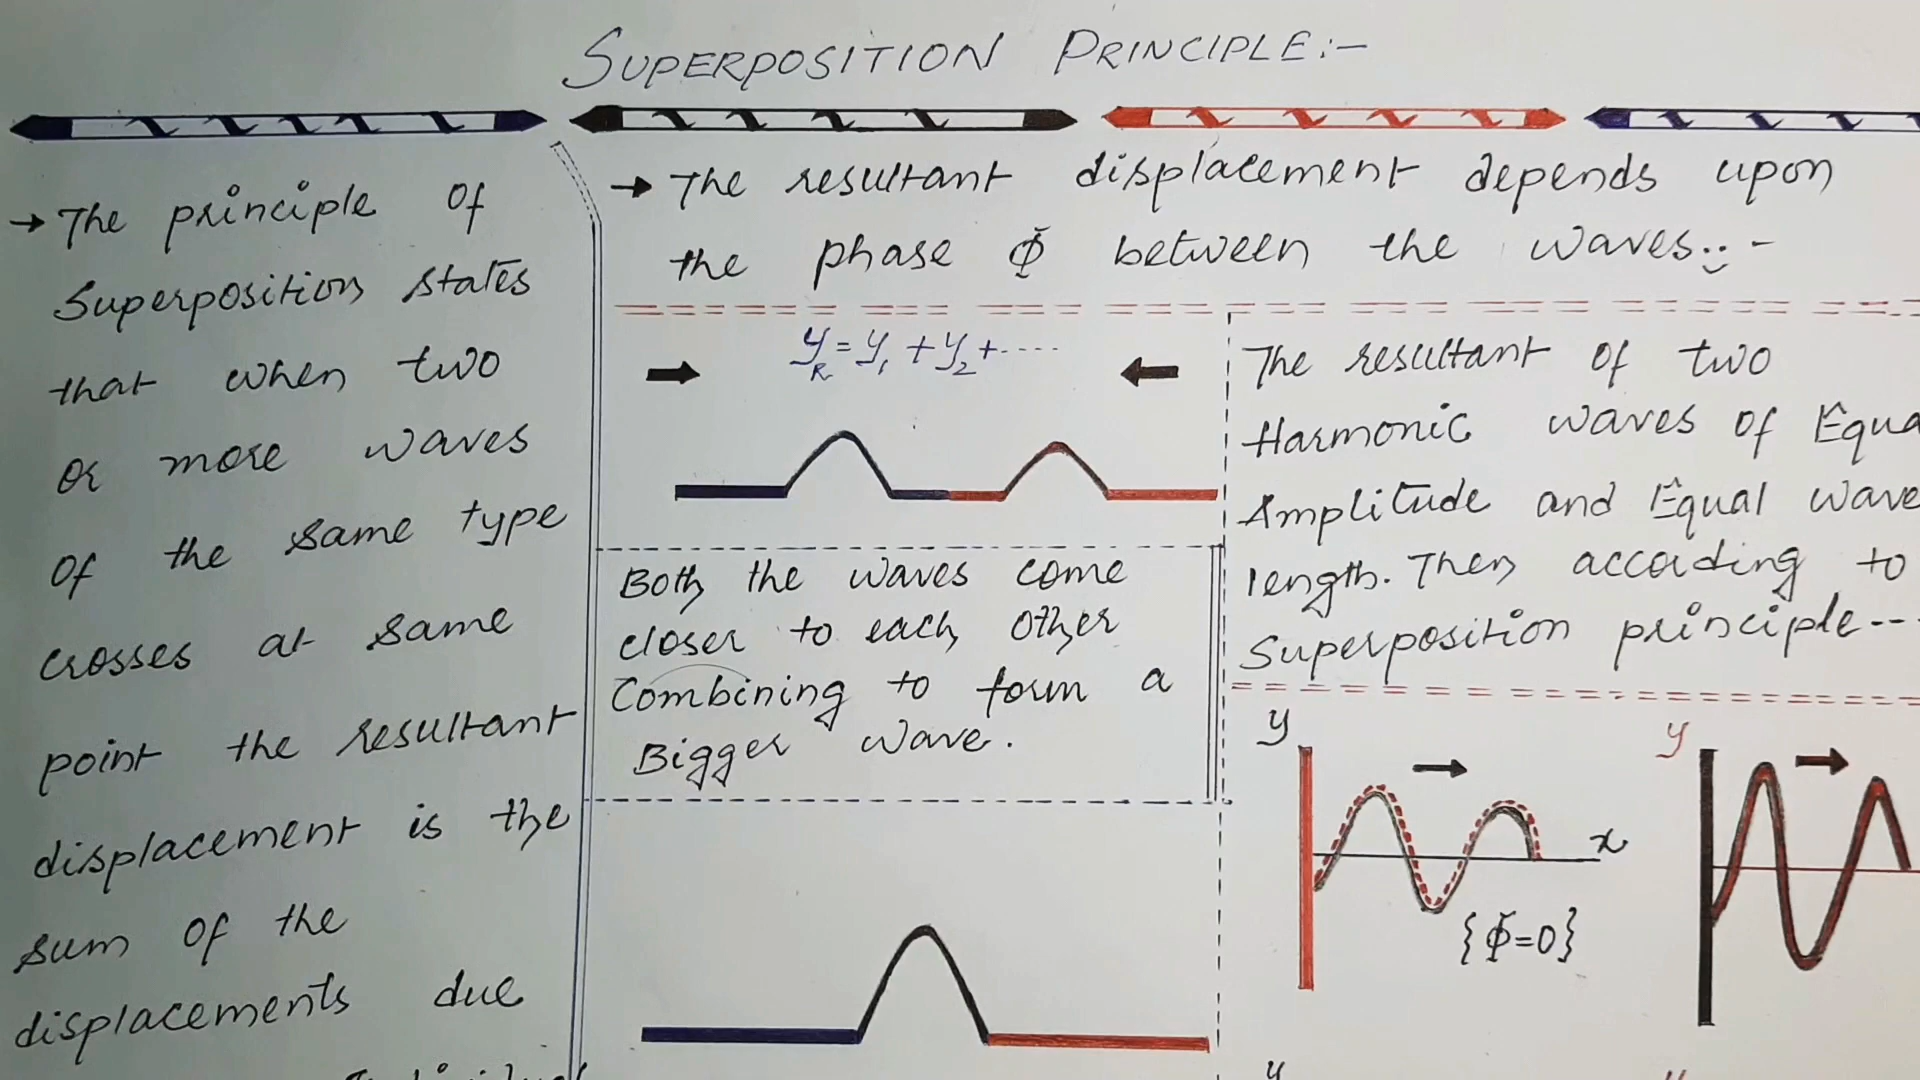 SUPERPOSITION PRINCIPLE:-
→ The principle of
Superposition states
that when two
or more waves
of the same type
crosses at same
point the resultant
displacement is the
sum of the
displacements due
→ The resultant displacement depends upon
the phase Φ between the waves:-
y_R = y_1 + y_2 + ....
Both the waves come
closer to each other
Combining to form a
Bigger wave.
The resultant of two
Harmonic waves of Equa
Amplitude and Equal wave
length. Then according to
Superposition principle---
y
x
{Φ=0}
y
y